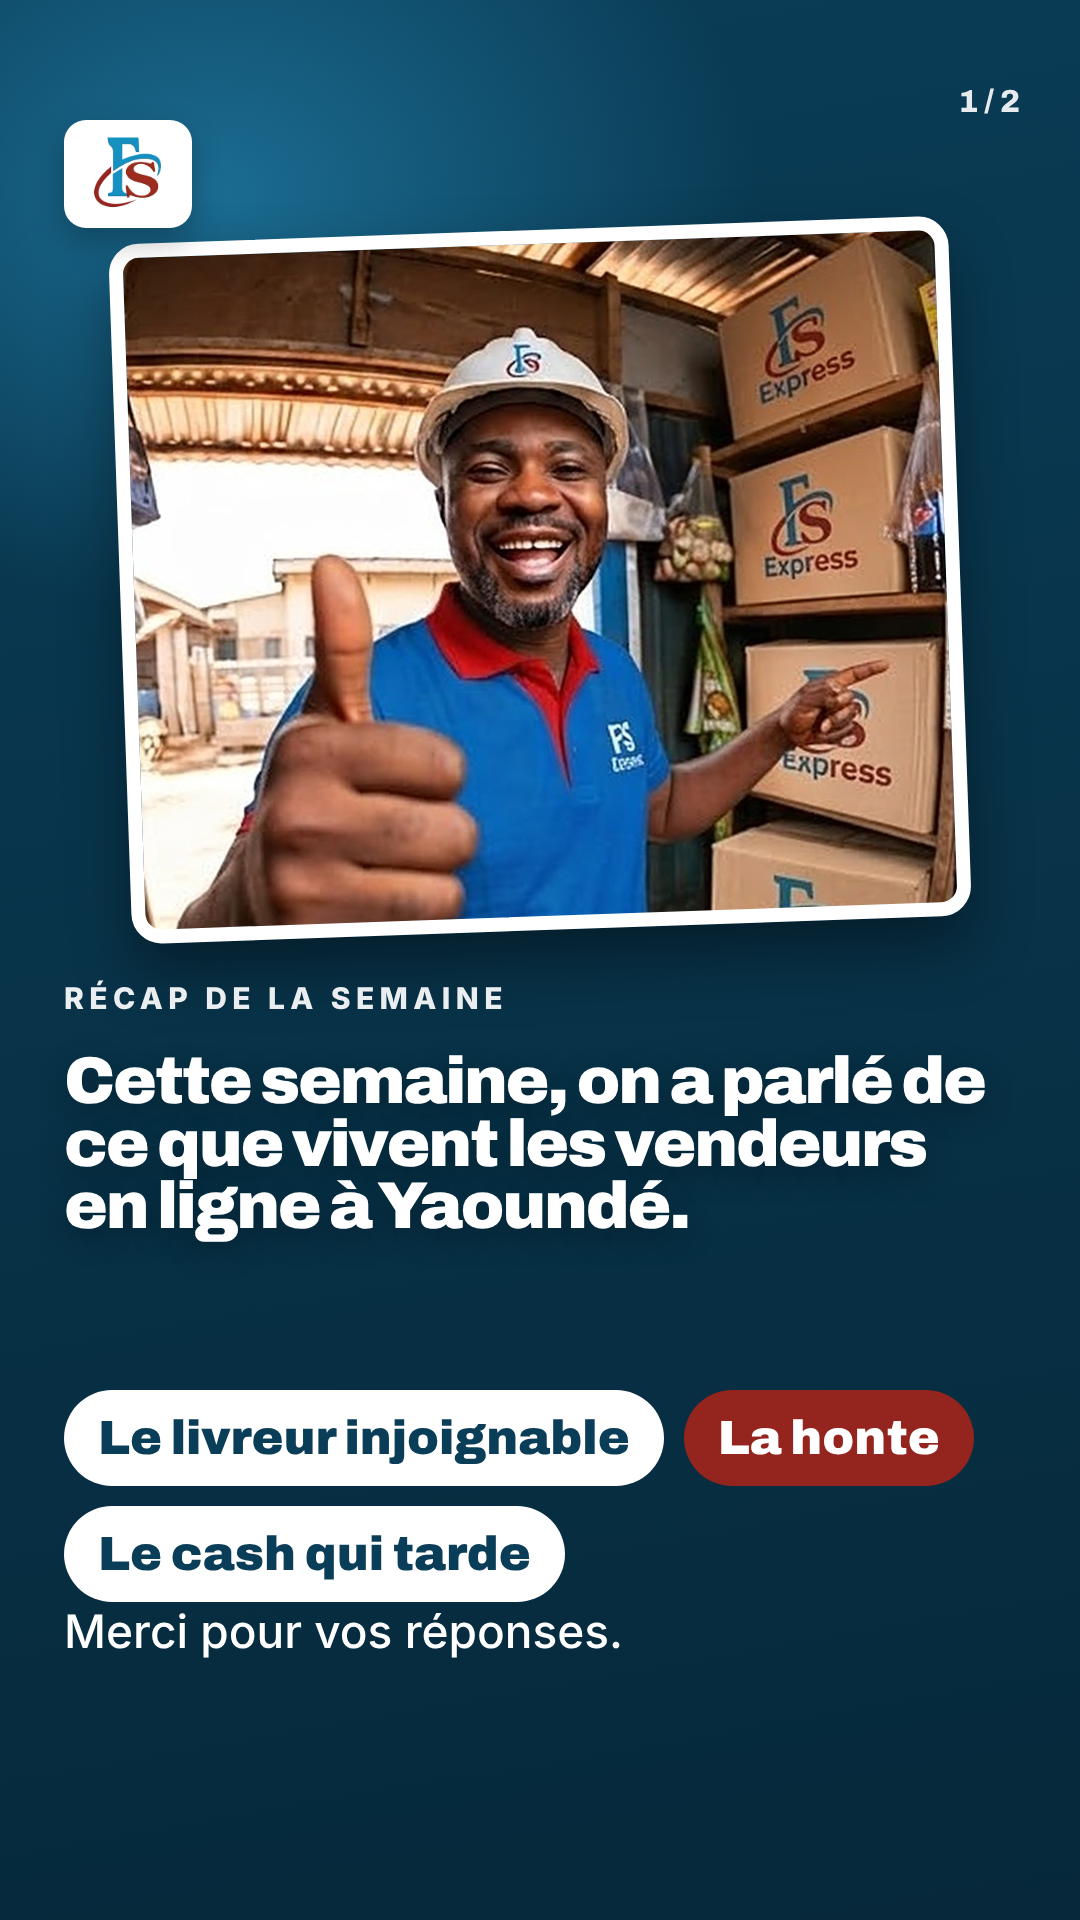 1/2
FS
FS
FS
Express
FS
Express
FS
Express
RÉCAP DE LA SEMAINE
Cette semaine, on a parlé de
ce que vivent les vendeurs
en ligne à Yaoundé.
Le livreur injoignable
La honte
Le cash qui tarde
Merci pour vos réponses.